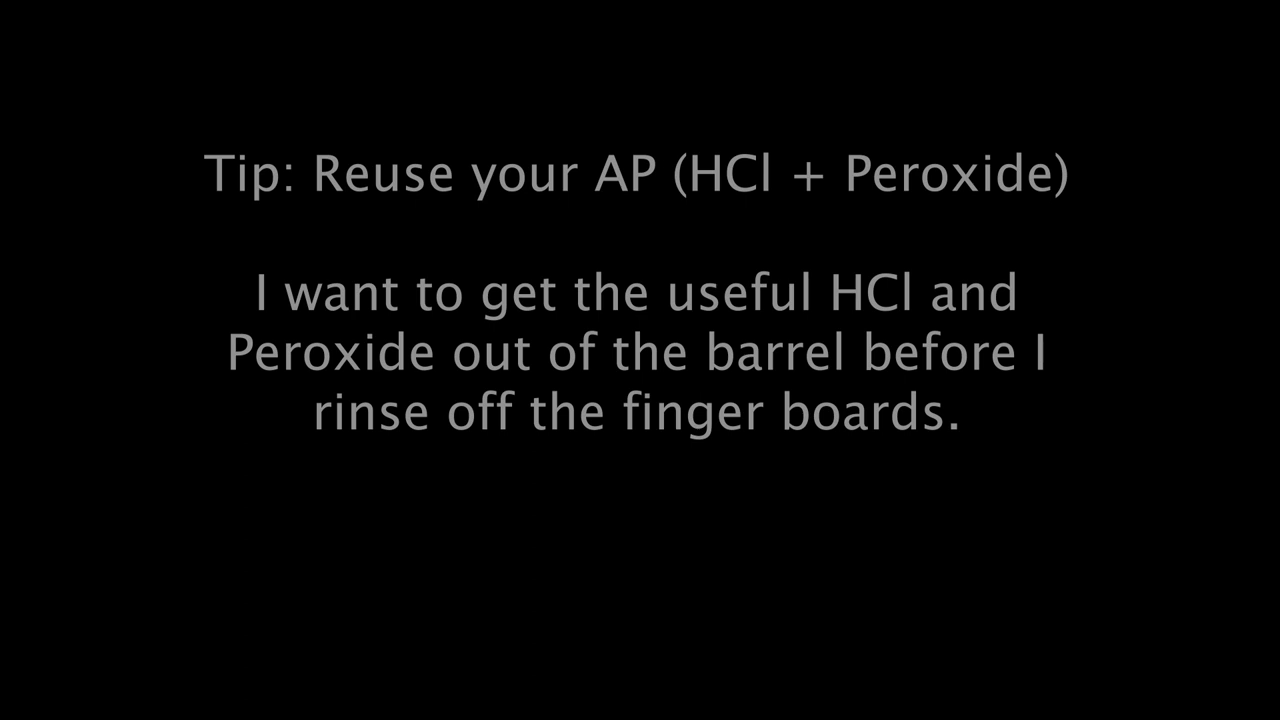 Tip: Reuse your AP (HCl + Peroxide)
I want to get the useful HCl and
Peroxide out of the barrel before I
rinse off the finger boards.